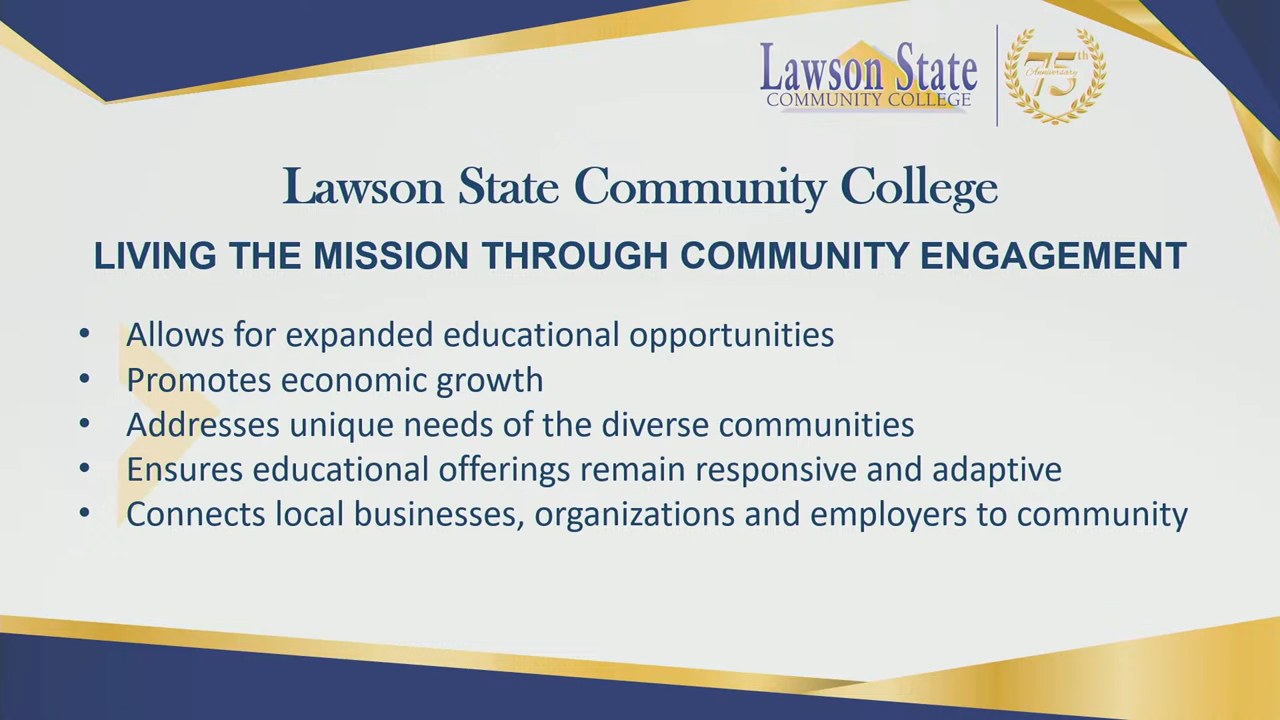 Lawson State
COMMUNITY COLLEGE
75th
Anniversary
Lawson State Community College
LIVING THE MISSION THROUGH COMMUNITY ENGAGEMENT
• Allows for expanded educational opportunities
• Promotes economic growth
• Addresses unique needs of the diverse communities
• Ensures educational offerings remain responsive and adaptive
• Connects local businesses, organizations and employers to community